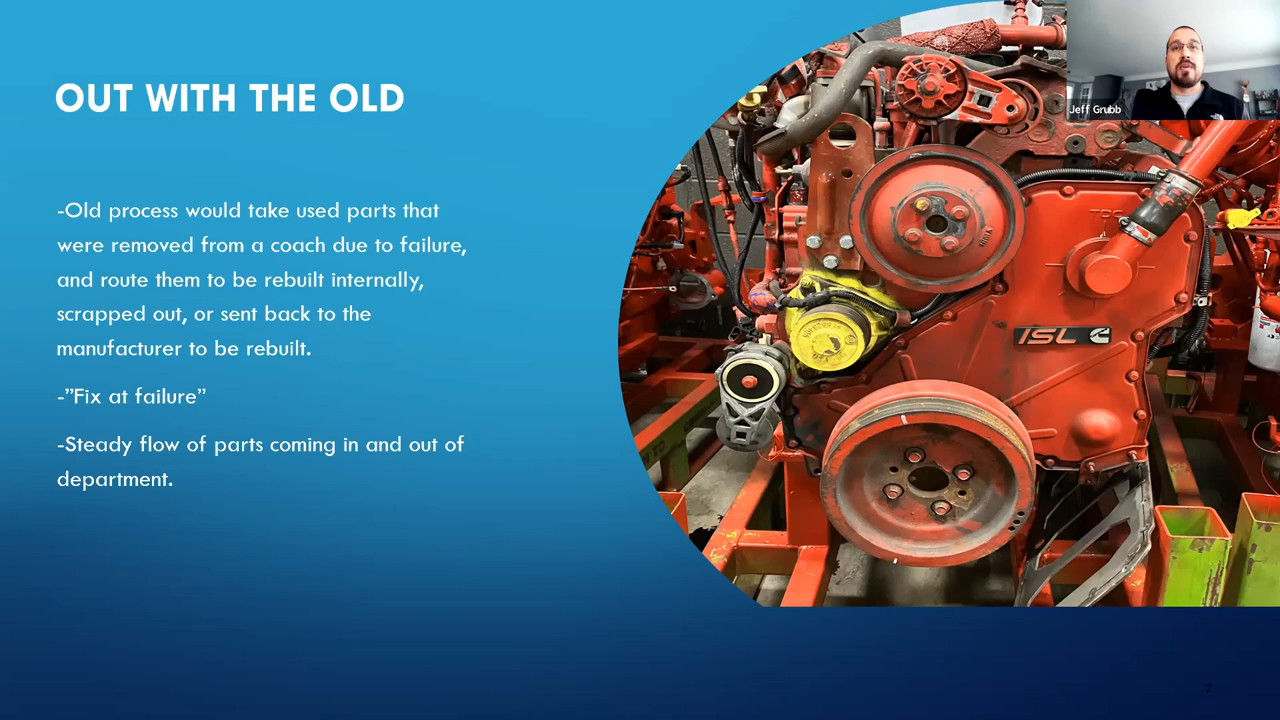 OUT WITH THE OLD
Jeff Grubb
-Old process would take used parts that
were removed from a coach due to failure,
and route them to be rebuilt internally,
scrapped out, or sent back to the
manufacturer to be rebuilt.
-”Fix at failure”
-Steady flow of parts coming in and out of
department.
ISL
2